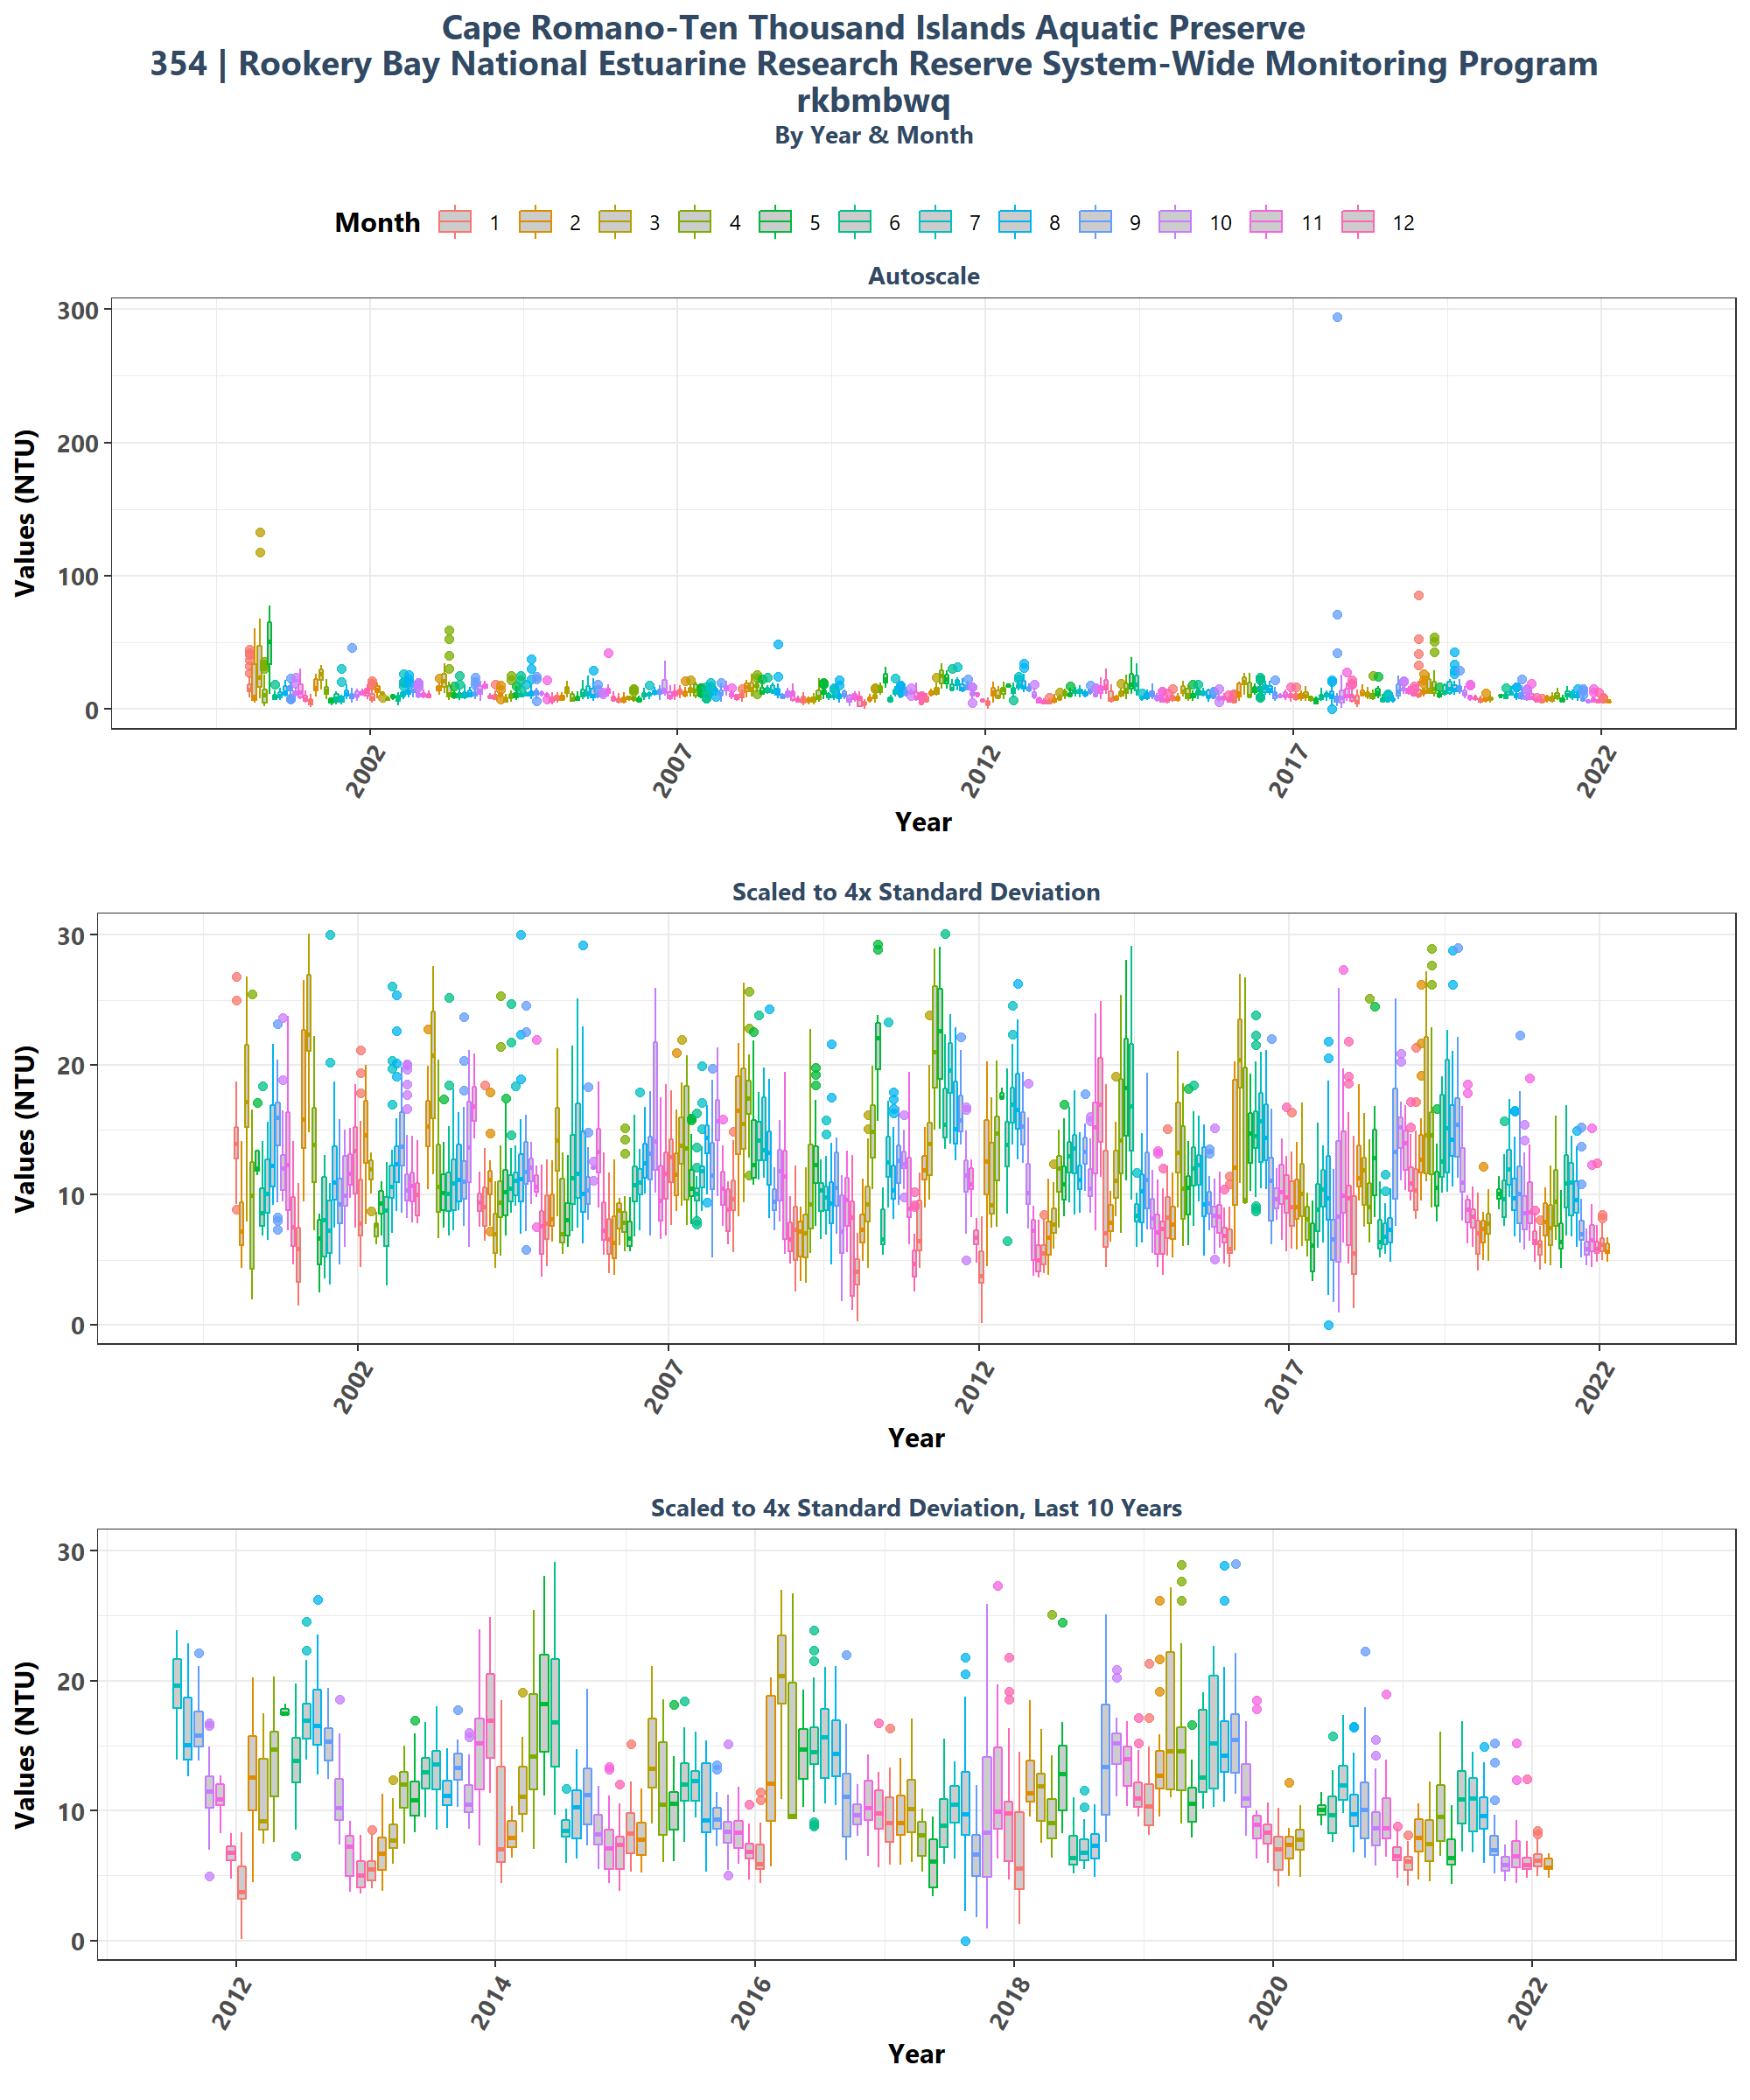 Cape Romano-Ten Thousand Islands Aquatic Preserve
354 | Rookery Bay National Estuarine Research Reserve System-Wide Monitoring Program
rkbmbwq
By Year & Month
Month 1 2 3 4 5 6 7 8 9 10 11 12
Autoscale
Values (NTU)
300
200
100
0
2002 2007 2012 2017 2022
Year
Scaled to 4x Standard Deviation
Values (NTU)
30
20
10
0
2002 2007 2012 2017 2022
Year
Scaled to 4x Standard Deviation, Last 10 Years
Values (NTU)
30
20
10
0
2012 2014 2016 2018 2020 2022
Year